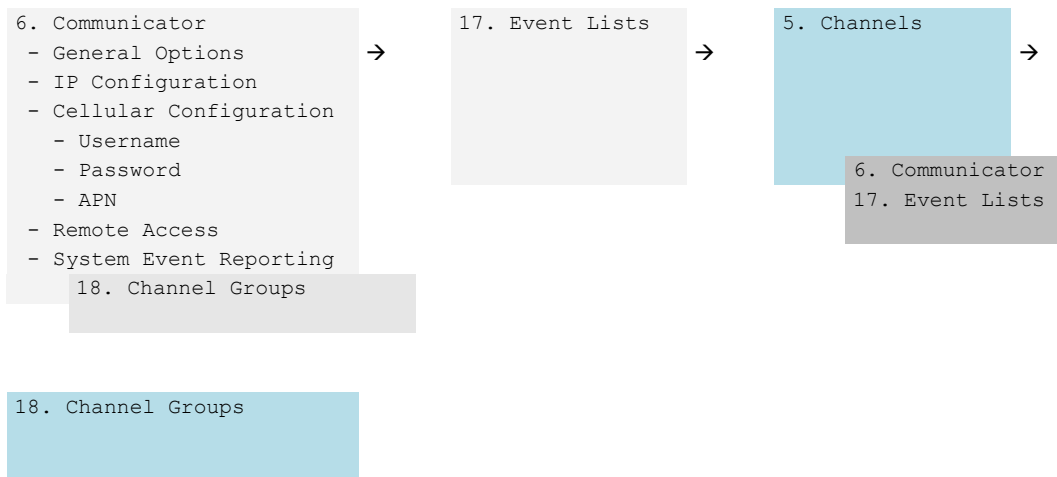 6. Communicator
- General Options
- IP Configuration
- Cellular Configuration
- Username
- Password
- APN
- Remote Access
- System Event Reporting
18. Channel Groups
→
17. Event Lists
→
5. Channels
→
6. Communicator
17. Event Lists
18. Channel Groups